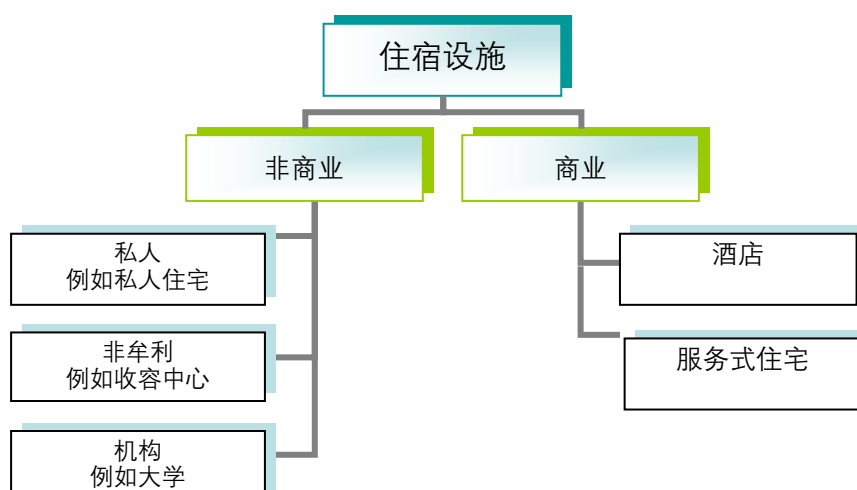 住宿设施
非商业
商业
私人
例如私人住宅
非牟利
例如收容中心
机构
例如大学
酒店
服务式住宅